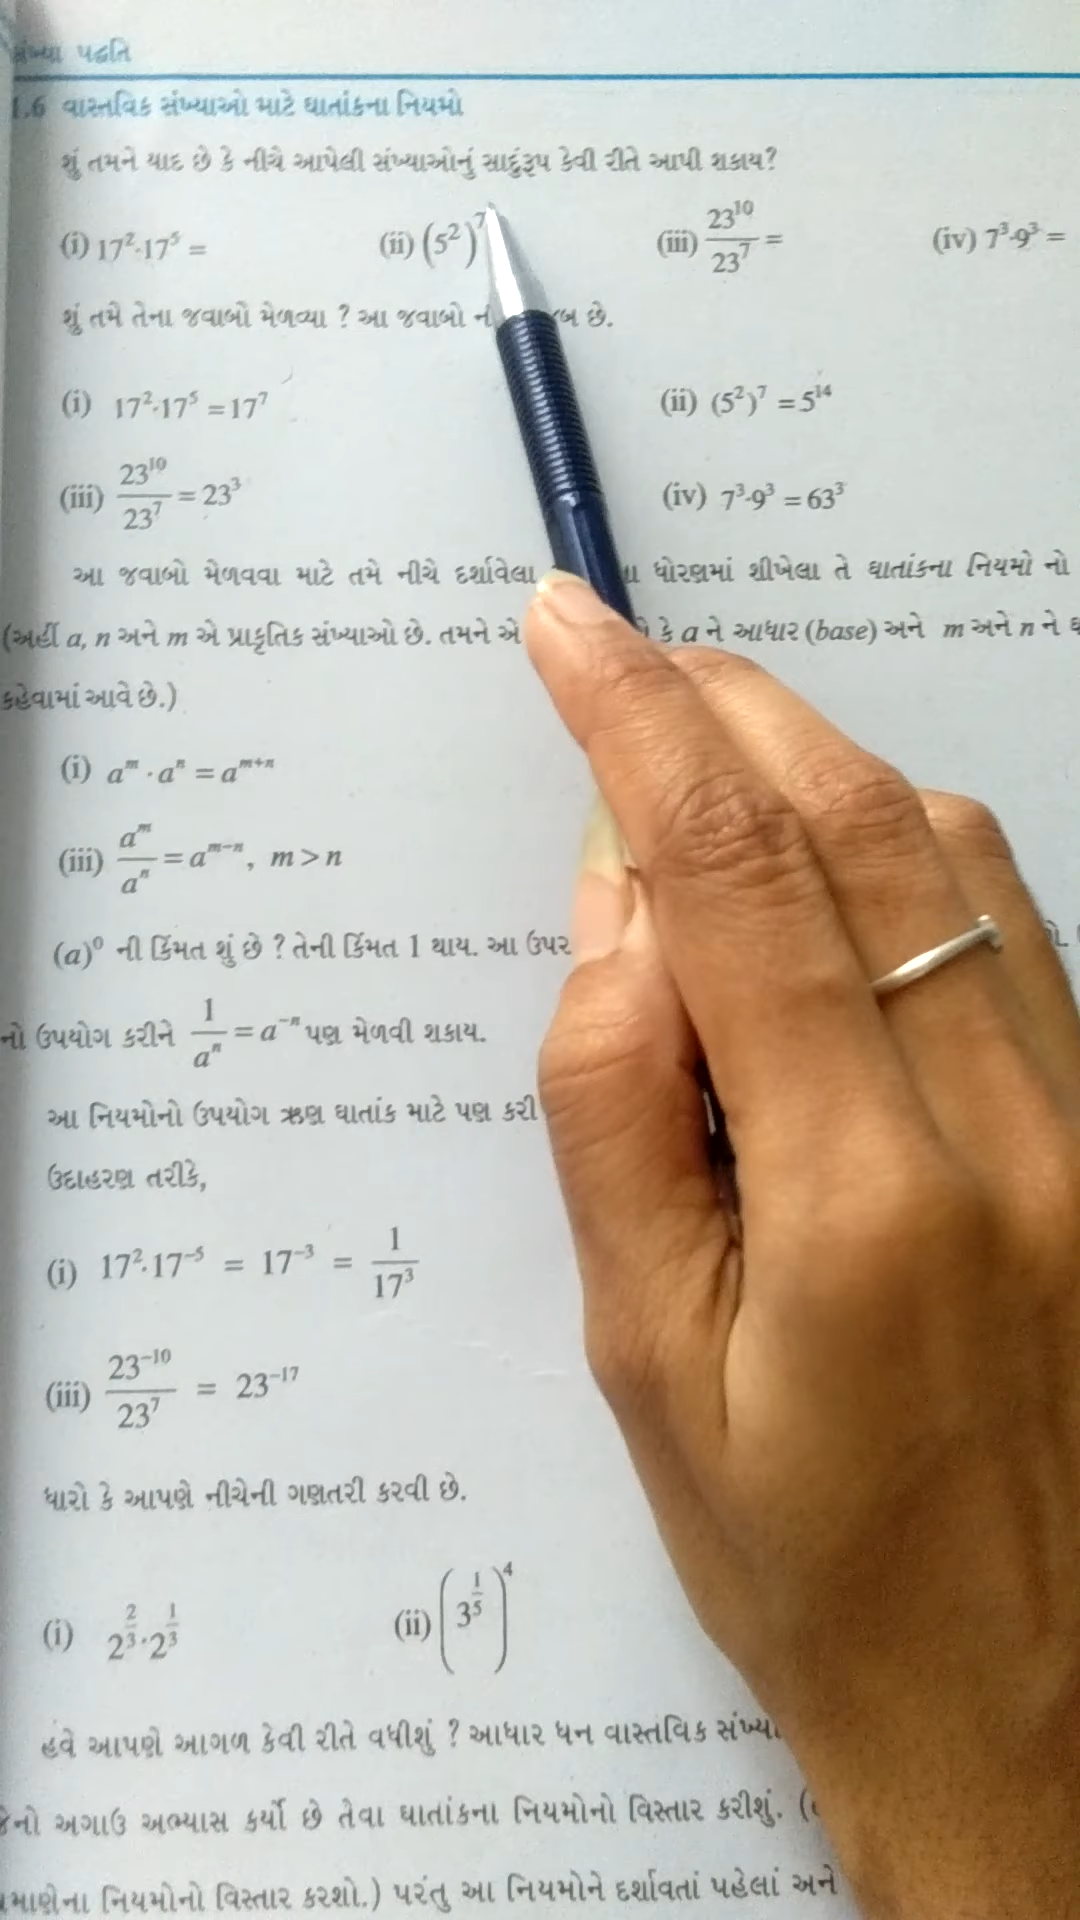 સંખ્યા પદ્ધતિ
1.6 વાસ્તવિક સંખ્યાઓ માટે ઘાતાંકના નિયમો
શું તમને યાદ છે કે નીચે આપેલી સંખ્યાઓનું સાદુંરૂપ કેવી રીતે આપી શકાય?
(i) 17²·17⁵ = (ii) (5²)⁷ (iii) 23¹⁰/23⁷ = (iv) 7³·9³ =
શું તમે તેના જવાબો મેળવ્યા ? આ જવાબો છે.
(i) 17²·17⁵ = 17⁷ (ii) (5²)⁷ = 5¹⁴
(iii) 23¹⁰/23⁷ = 23³ (iv) 7³·9³ = 63³
આ જવાબો મેળવવા માટે તમે નીચે દર્શાવેલા ધોરણમાં શીખેલા તે ઘાતાંકના નિયમો નો
(અહીં a, n અને m એ પ્રાકૃતિક સંખ્યાઓ છે. તમને એ કે a ને આધાર (base) અને m અને n ને
કહેવામાં આવે છે.)
(i) aᵐ · aⁿ = aᵐ⁺ⁿ
(iii) aᵐ/aⁿ = aᵐ⁻ⁿ, m > n
(a)⁰ ની કિંમત શું છે ? તેની કિંમત 1 થાય. આ ઉપર
નો ઉપયોગ કરીને 1/aⁿ = a⁻ⁿ પણ મેળવી શકાય.
આ નિયમોનો ઉપયોગ ઋણ ઘાતાંક માટે પણ કરી
ઉદાહરણ તરીકે,
(i) 17²·17⁻⁵ = 17⁻³ = 1/17³
(iii) 23⁻¹⁰/23⁷ = 23⁻¹⁷
ધારો કે આપણે નીચેની ગણતરી કરવી છે.
(i) 2^(2/3)·2^(1/3) (ii) (3^(1/5))⁴
હવે આપણે આગળ કેવી રીતે વધીશું ? આધાર ધન વાસ્તવિક
અગાઉ અભ્યાસ કર્યો છે તેવા ઘાતાંકના નિયમોનો વિસ્તાર કરીશું.
નિયમોનો વિસ્તાર કરશો.) પરંતુ આ નિયમોને દર્શાવતાં પહેલાં અને